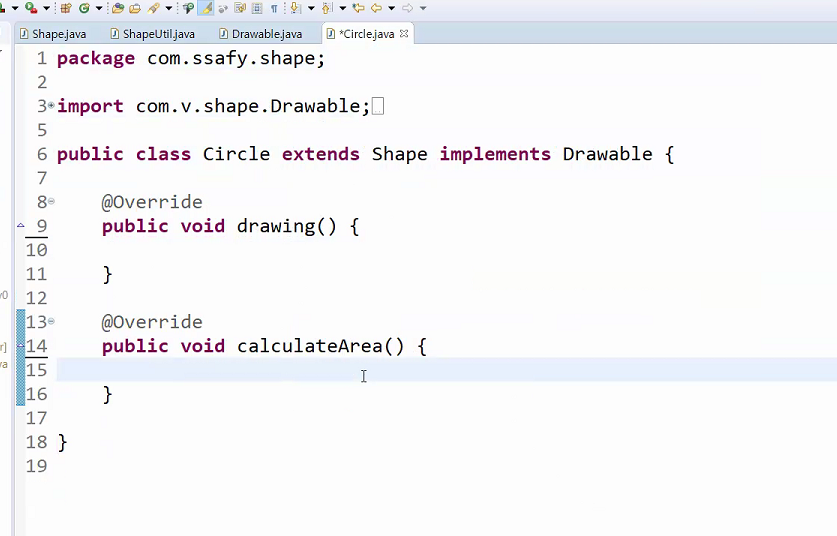 Shape.java ShapeUtil.java Drawable.java *Circle.java
1 package com.ssafy.shape;
2
3 import com.v.shape.Drawable;
5
6 public class Circle extends Shape implements Drawable {
7
8 @Override
9 public void drawing() {
10
11 }
12
13 @Override
14 public void calculateArea() {
15
16 }
17
18 }
19